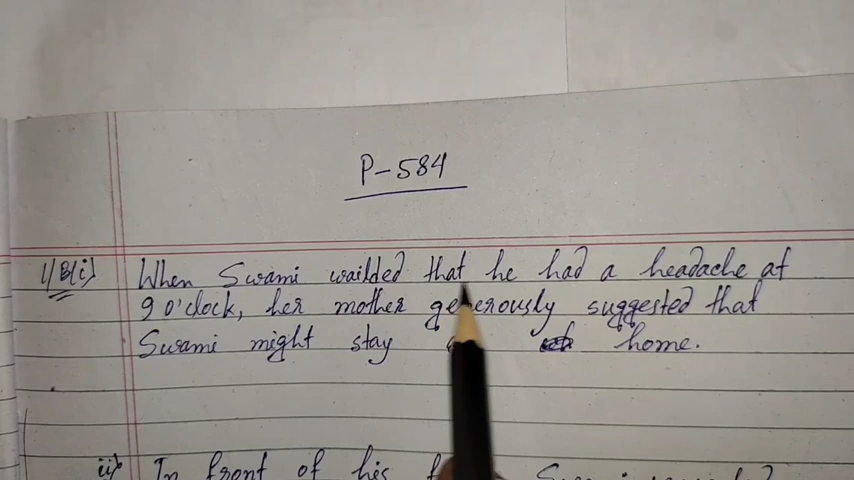 P-584
1/B(i) When Swami wailded that he had a headache at
9 o'clock, her mother generously suggested that
Swami might stay home.
ii) In front of his